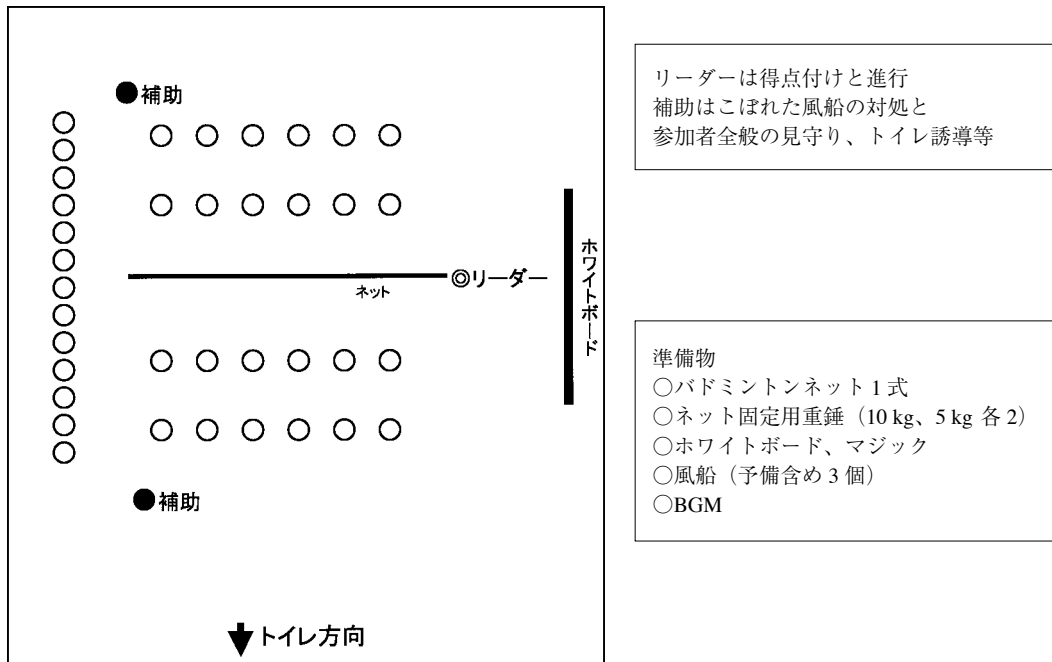 補助
リーダー
ネット
ホワイトボード
補助
トイレ方向
リーダーは得点付けと進行
補助はこぼれた風船の対処と
参加者全般の見守り、トイレ誘導等
準備物
○バドミントンネット1式
○ネット固定用重錘（10 kg、5 kg 各2）
○ホワイトボード、マジック
○風船（予備含め3個）
○BGM